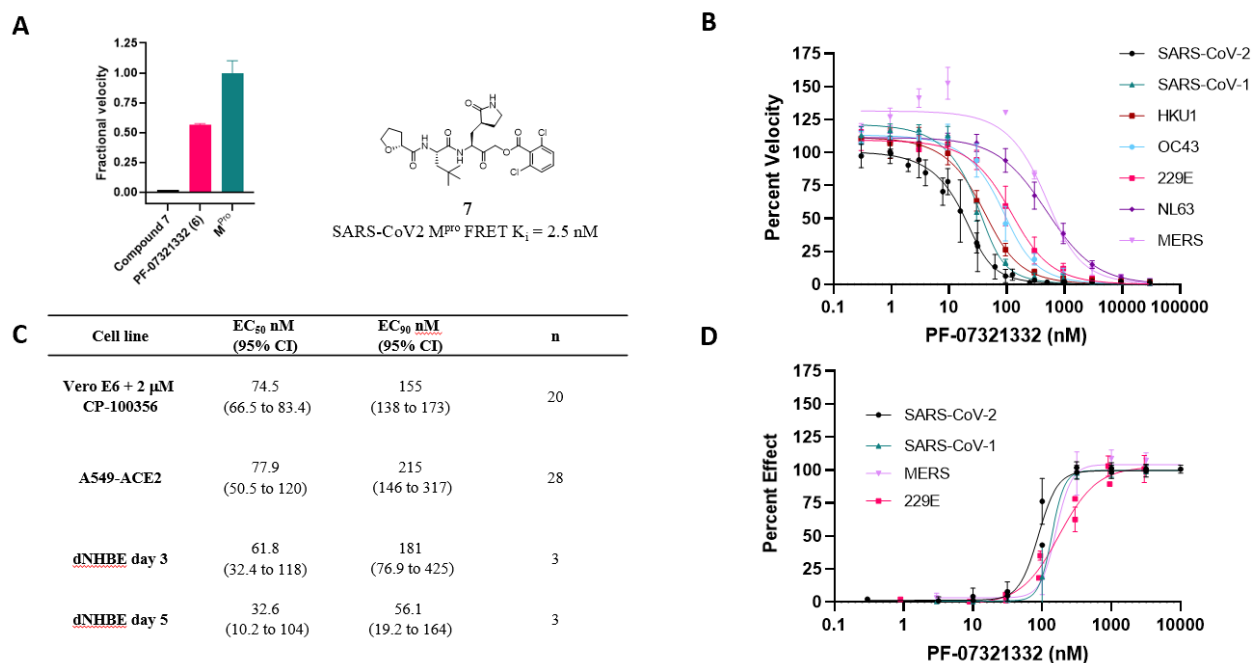 A
Fractional velocity
1.25
1.00
0.75
0.50
0.25
0.00
Compound 7
PF-07321332 (6)
Mᴾʳᵒ
O
H
N
O
H
N
O
N
H
O
O
O
O
Cl
Cl
7
SARS-CoV2 Mᵖʳᵒ FRET Kᵢ = 2.5 nM
B
Percent Velocity
175
150
125
100
75
50
25
0
0.1 1 10 100 1000 10000 100000
PF-07321332 (nM)
SARS-CoV-2
SARS-CoV-1
HKU1
OC43
229E
NL63
MERS
C
Cell line EC₅₀ nM (95% CI) EC₉₀ nM (95% CI) n
Vero E6 + 2 μM CP-100356 74.5 (66.5 to 83.4) 155 (138 to 173) 20
A549-ACE2 77.9 (50.5 to 120) 215 (146 to 317) 28
dNHBE day 3 61.8 (32.4 to 118) 181 (76.9 to 425) 3
dNHBE day 5 32.6 (10.2 to 104) 56.1 (19.2 to 164) 3
D
Percent Effect
175
150
125
100
75
50
25
0
0.1 1 10 100 1000 10000
PF-07321332 (nM)
SARS-CoV-2
SARS-CoV-1
MERS
229E